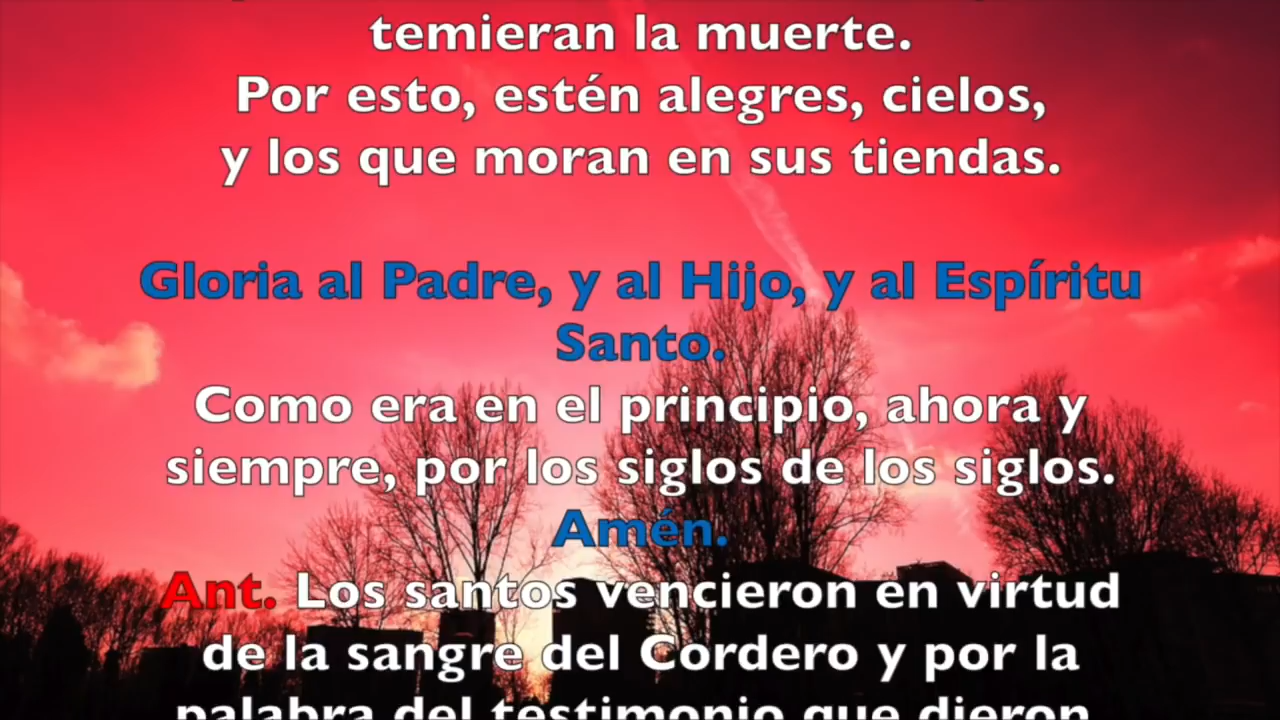 temieran la muerte.
Por esto, estén alegres, cielos,
y los que moran en sus tiendas.
Gloria al Padre, y al Hijo, y al Espíritu
Santo.
Como era en el principio, ahora y
siempre, por los siglos de los siglos.
Amén.
Ant. Los santos vencieron en virtud
de la sangre del Cordero y por la
palabra del testimonio que dieron